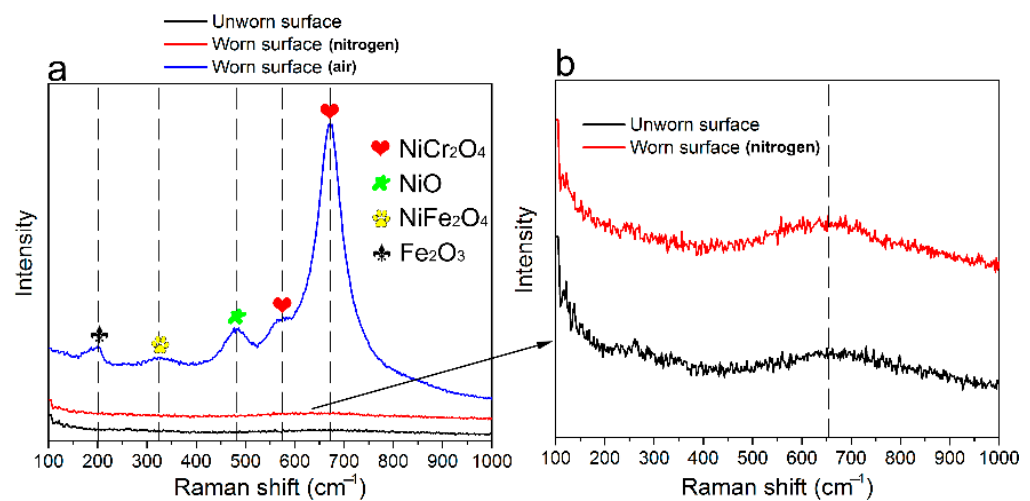 Unworn surface
Worn surface (nitrogen)
Worn surface (air)
a
NiCr₂O₄
NiO
NiFe₂O₄
Fe₂O₃
Intensity
100 200 300 400 500 600 700 800 900 1000
Raman shift (cm⁻¹)
b
Unworn surface
Worn surface (nitrogen)
Intensity
100 200 300 400 500 600 700 800 900 1000
Raman shift (cm⁻¹)